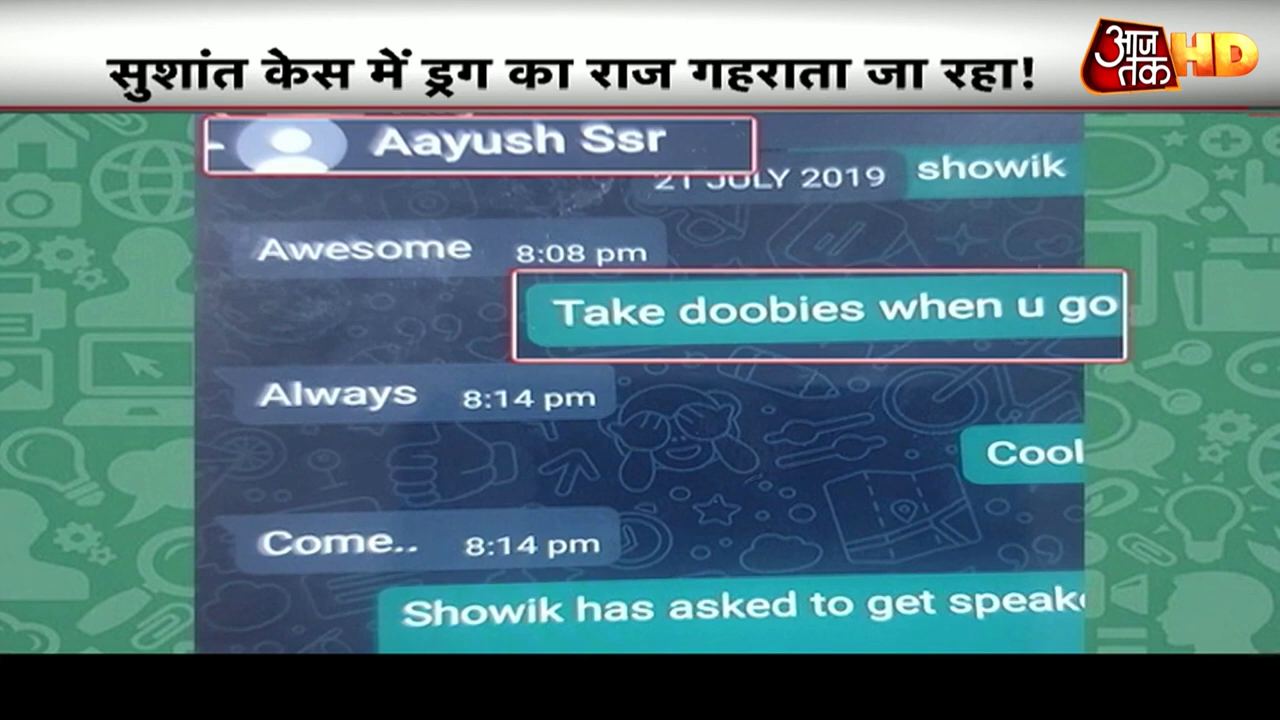 सुशांत केस में ड्रग का राज गहराता जा रहा!
आज तक HD
Aayush Ssr
21 JULY 2019
showik
Awesome 8:08 pm
Take doobies when u go
Always 8:14 pm
Cool
Come.. 8:14 pm
Showik has asked to get